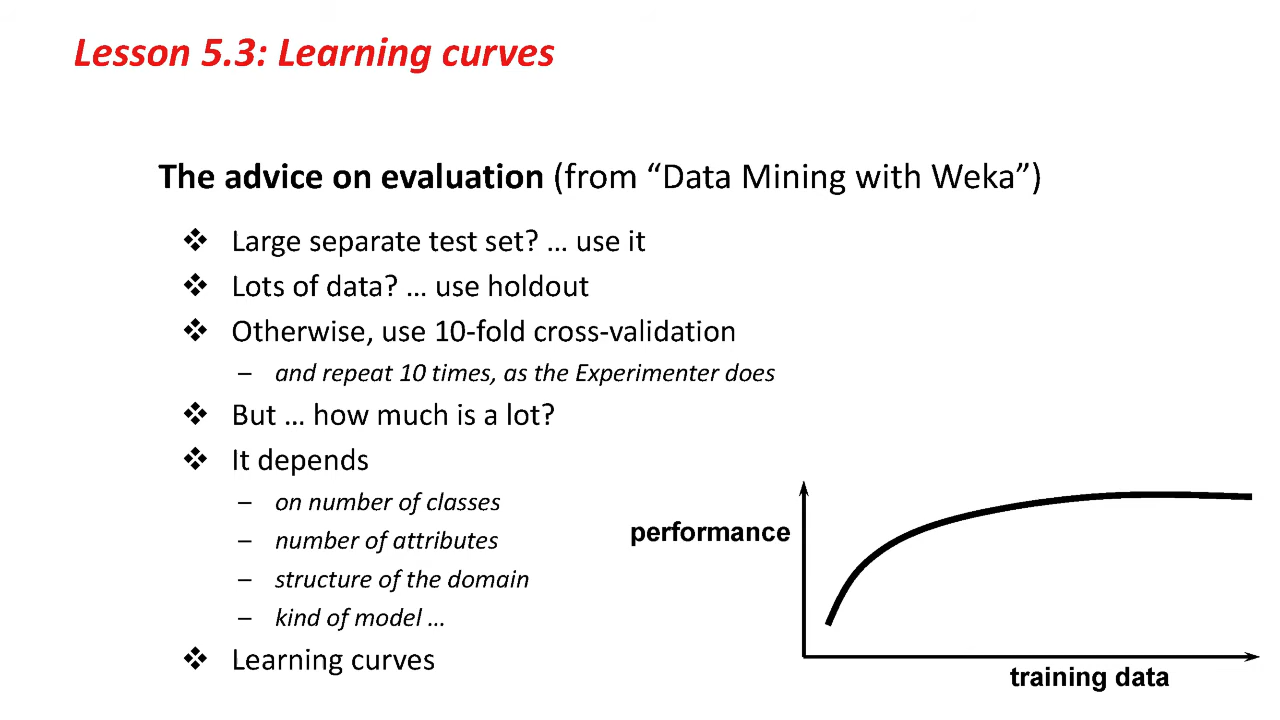 Lesson 5.3: Learning curves
The advice on evaluation (from “Data Mining with Weka”)
❖ Large separate test set? … use it
❖ Lots of data? … use holdout
❖ Otherwise, use 10-fold cross-validation
– and repeat 10 times, as the Experimenter does
❖ But … how much is a lot?
❖ It depends
– on number of classes
– number of attributes
– structure of the domain
– kind of model …
❖ Learning curves
performance
training data